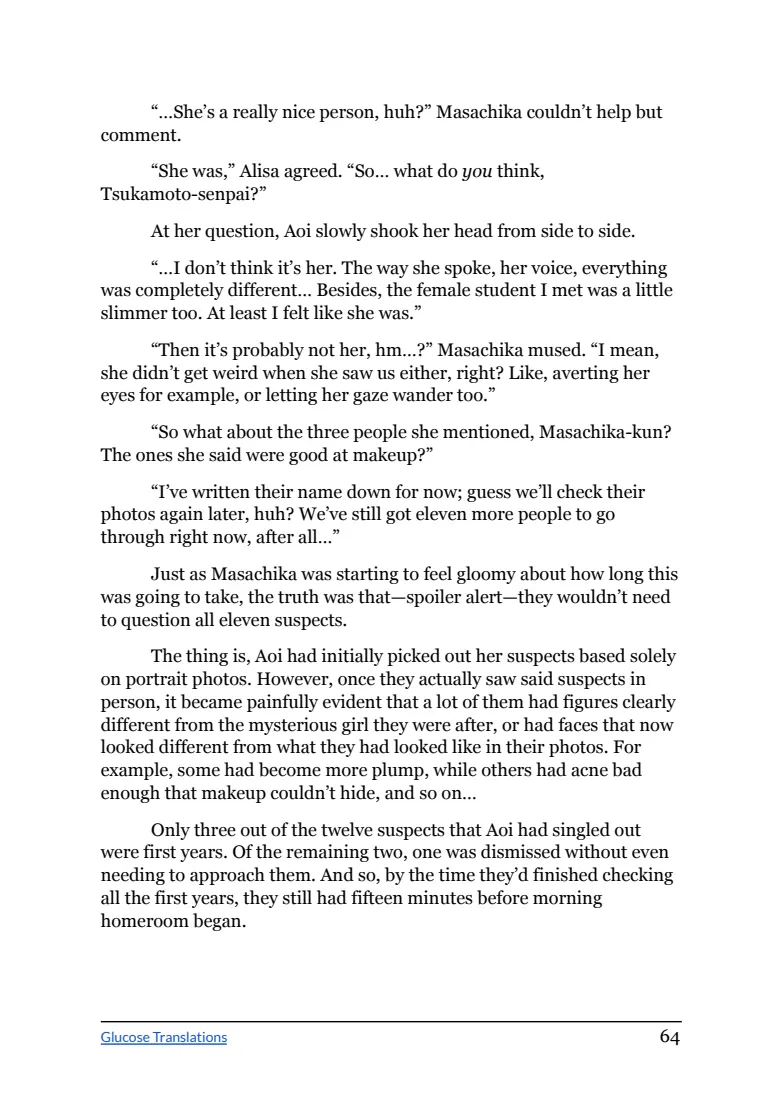 “…She’s a really nice person, huh?” Masachika couldn’t help but
comment.
“She was,” Alisa agreed. “So… what do you think,
Tsukamoto-senpai?”
At her question, Aoi slowly shook her head from side to side.
“…I don’t think it’s her. The way she spoke, her voice, everything
was completely different… Besides, the female student I met was a little
slimmer too. At least I felt like she was.”
“Then it’s probably not her, hm…?” Masachika mused. “I mean,
she didn’t get weird when she saw us either, right? Like, averting her
eyes for example, or letting her gaze wander too.”
“So what about the three people she mentioned, Masachika-kun?
The ones she said were good at makeup?”
“I’ve written their name down for now; guess we’ll check their
photos again later, huh? We’ve still got eleven more people to go
through right now, after all…”
Just as Masachika was starting to feel gloomy about how long this
was going to take, the truth was that—spoiler alert—they wouldn’t need
to question all eleven suspects.
The thing is, Aoi had initially picked out her suspects based solely
on portrait photos. However, once they actually saw said suspects in
person, it became painfully evident that a lot of them had figures clearly
different from the mysterious girl they were after, or had faces that now
looked different from what they had looked like in their photos. For
example, some had become more plump, while others had acne bad
enough that makeup couldn’t hide, and so on…
Only three out of the twelve suspects that Aoi had singled out
were first years. Of the remaining two, one was dismissed without even
needing to approach them. And so, by the time they’d finished checking
all the first years, they still had fifteen minutes before morning
homeroom began.
Glucose Translations 64